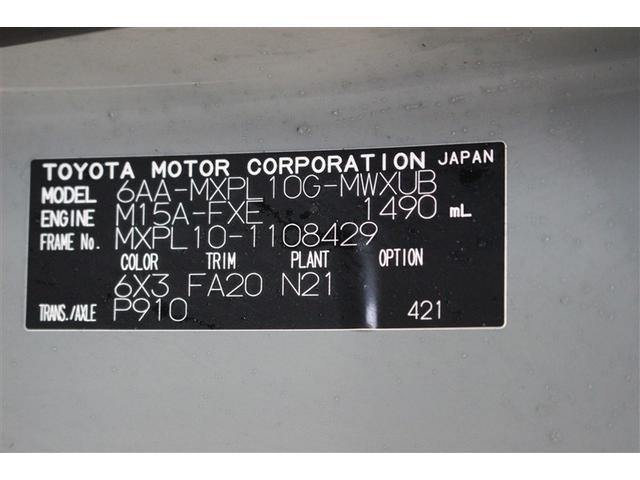 TOYOTA MOTOR CORPORATION JAPAN
MODEL 6AA-MXPL10G-MWXUB
ENGINE M15A-FXE 1490 mL
FRAME No. MXPL10-1108429
COLOR TRIM PLANT OPTION
6X3 FA20 N21
TRANS./AXLE P910 421